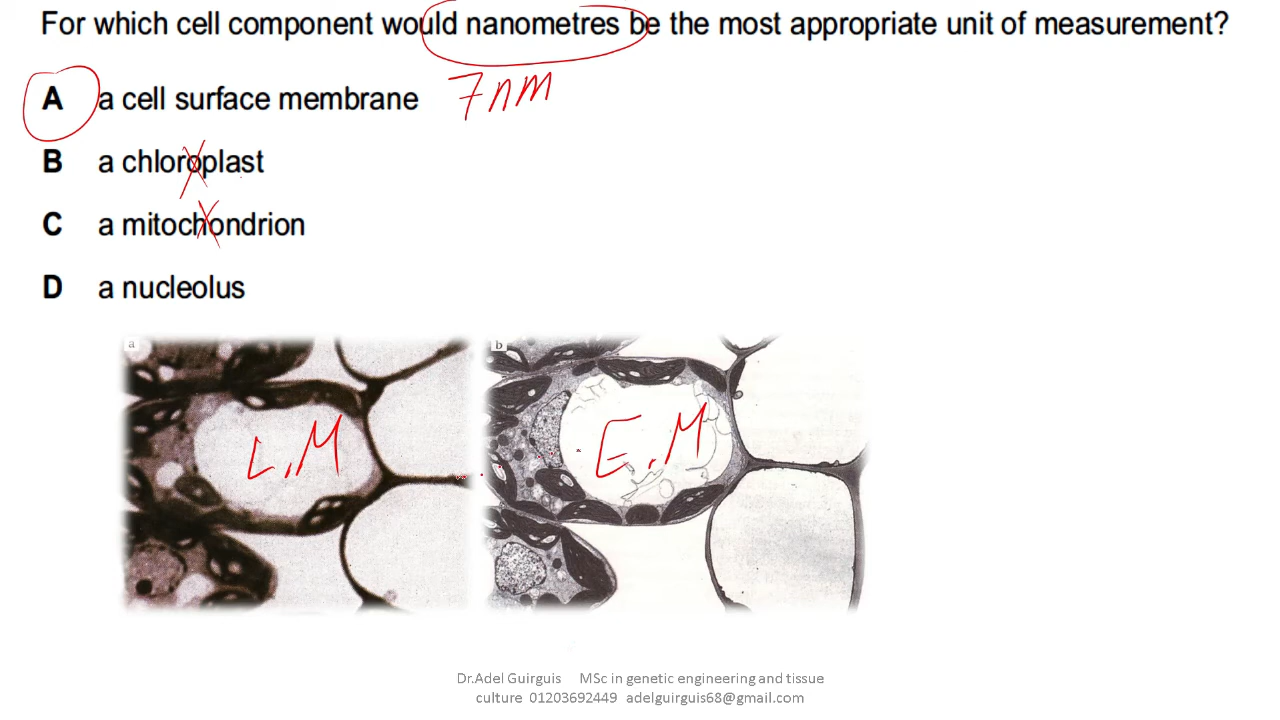 For which cell component would nanometres be the most appropriate unit of measurement?
A a cell surface membrane 7nm
B a chloroplast
C a mitochondrion
D a nucleolus
a
b
L.M
E.M
Dr.Adel Guirguis MSc in genetic engineering and tissue
culture 01203692449 adelguirguis68@gmail.com